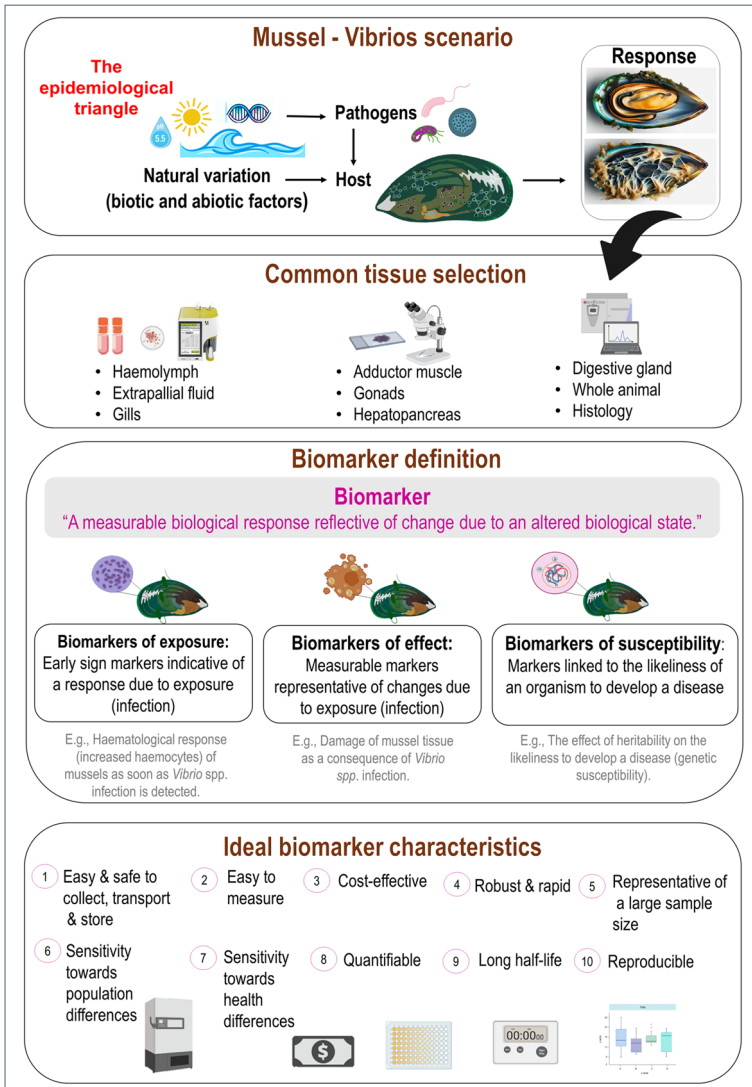 Mussel - Vibrios scenario
The
epidemiological
triangle
Response
Pathogens
pH
5.5
Natural variation
(biotic and abiotic factors)
Host
Common tissue selection
• Haemolymph
• Extrapallial fluid
• Gills
• Adductor muscle
• Gonads
• Hepatopancreas
• Digestive gland
• Whole animal
• Histology
Biomarker definition
Biomarker
“A measurable biological response reflective of change due to an altered biological state.”
Biomarkers of exposure:
Early sign markers indicative of
a response due to exposure
(infection)
E.g., Haematological response
(increased haemocytes) of
mussels as soon as Vibrio spp.
infection is detected.
Biomarkers of effect:
Measurable markers
representative of changes due
to exposure (infection)
E.g., Damage of mussel tissue
as a consequence of Vibrio
spp. infection.
Biomarkers of susceptibility:
Markers linked to the likeliness of
an organism to develop a disease
E.g., The effect of heritability on the
likeliness to develop a disease (genetic
susceptibility).
Ideal biomarker characteristics
1 Easy & safe to
collect, transport
& store
2 Easy to
measure
3 Cost-effective
4 Robust & rapid
5 Representative of
a large sample
size
6 Sensitivity
towards
population
differences
7 Sensitivity
towards
health
differences
8 Quantifiable
9 Long half-life
10 Reproducible
$
00:0000